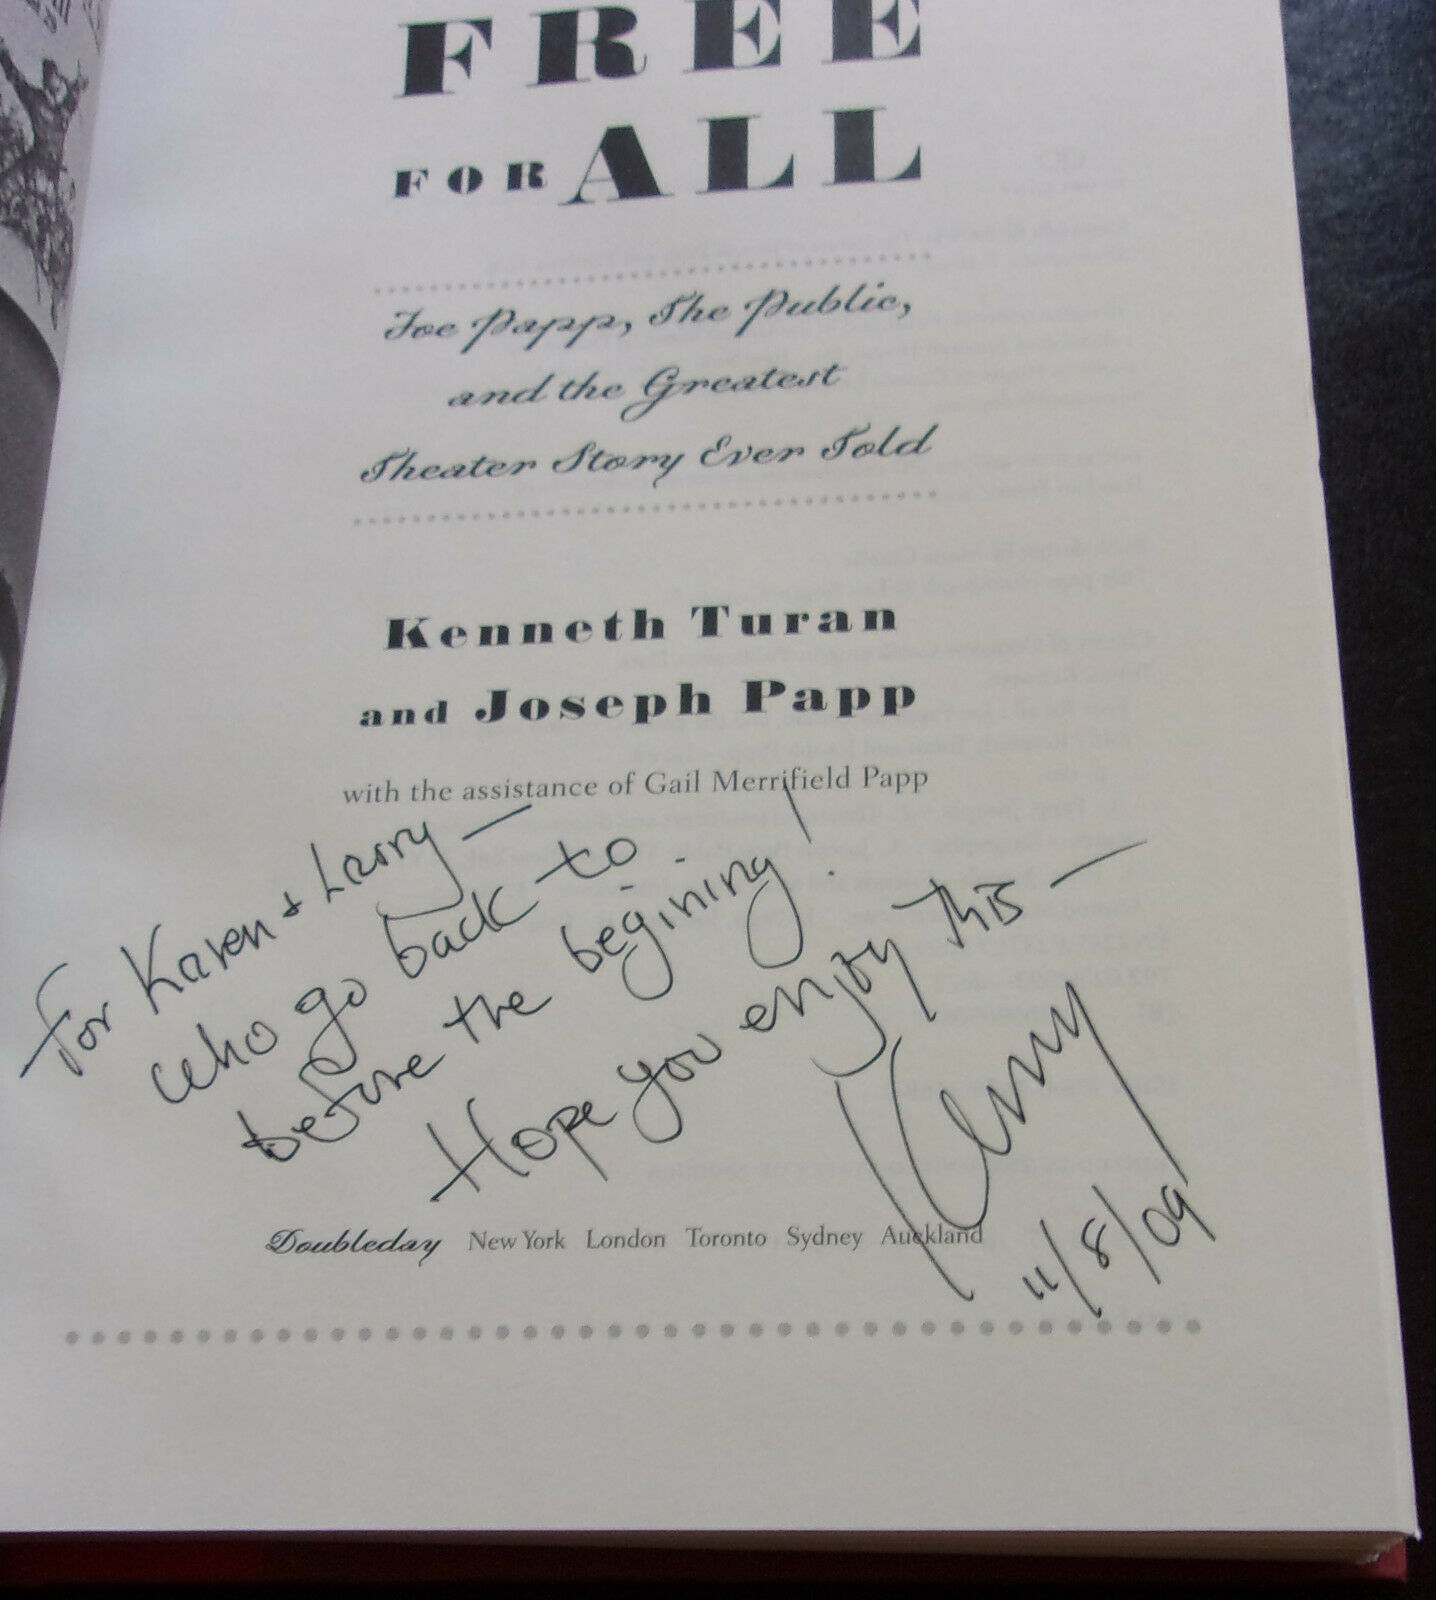 FREE
FOR ALL
Joe Papp, The Public,
and the Greatest
Theater Story Ever Told
Kenneth Turan
and Joseph Papp
with the assistance of Gail Merrifield Papp
For Karen + Larry —
who go back to
before the begining!
Hope you enjoy this —
Kenny
11/8/09
Doubleday New York London Toronto Sydney Auckland